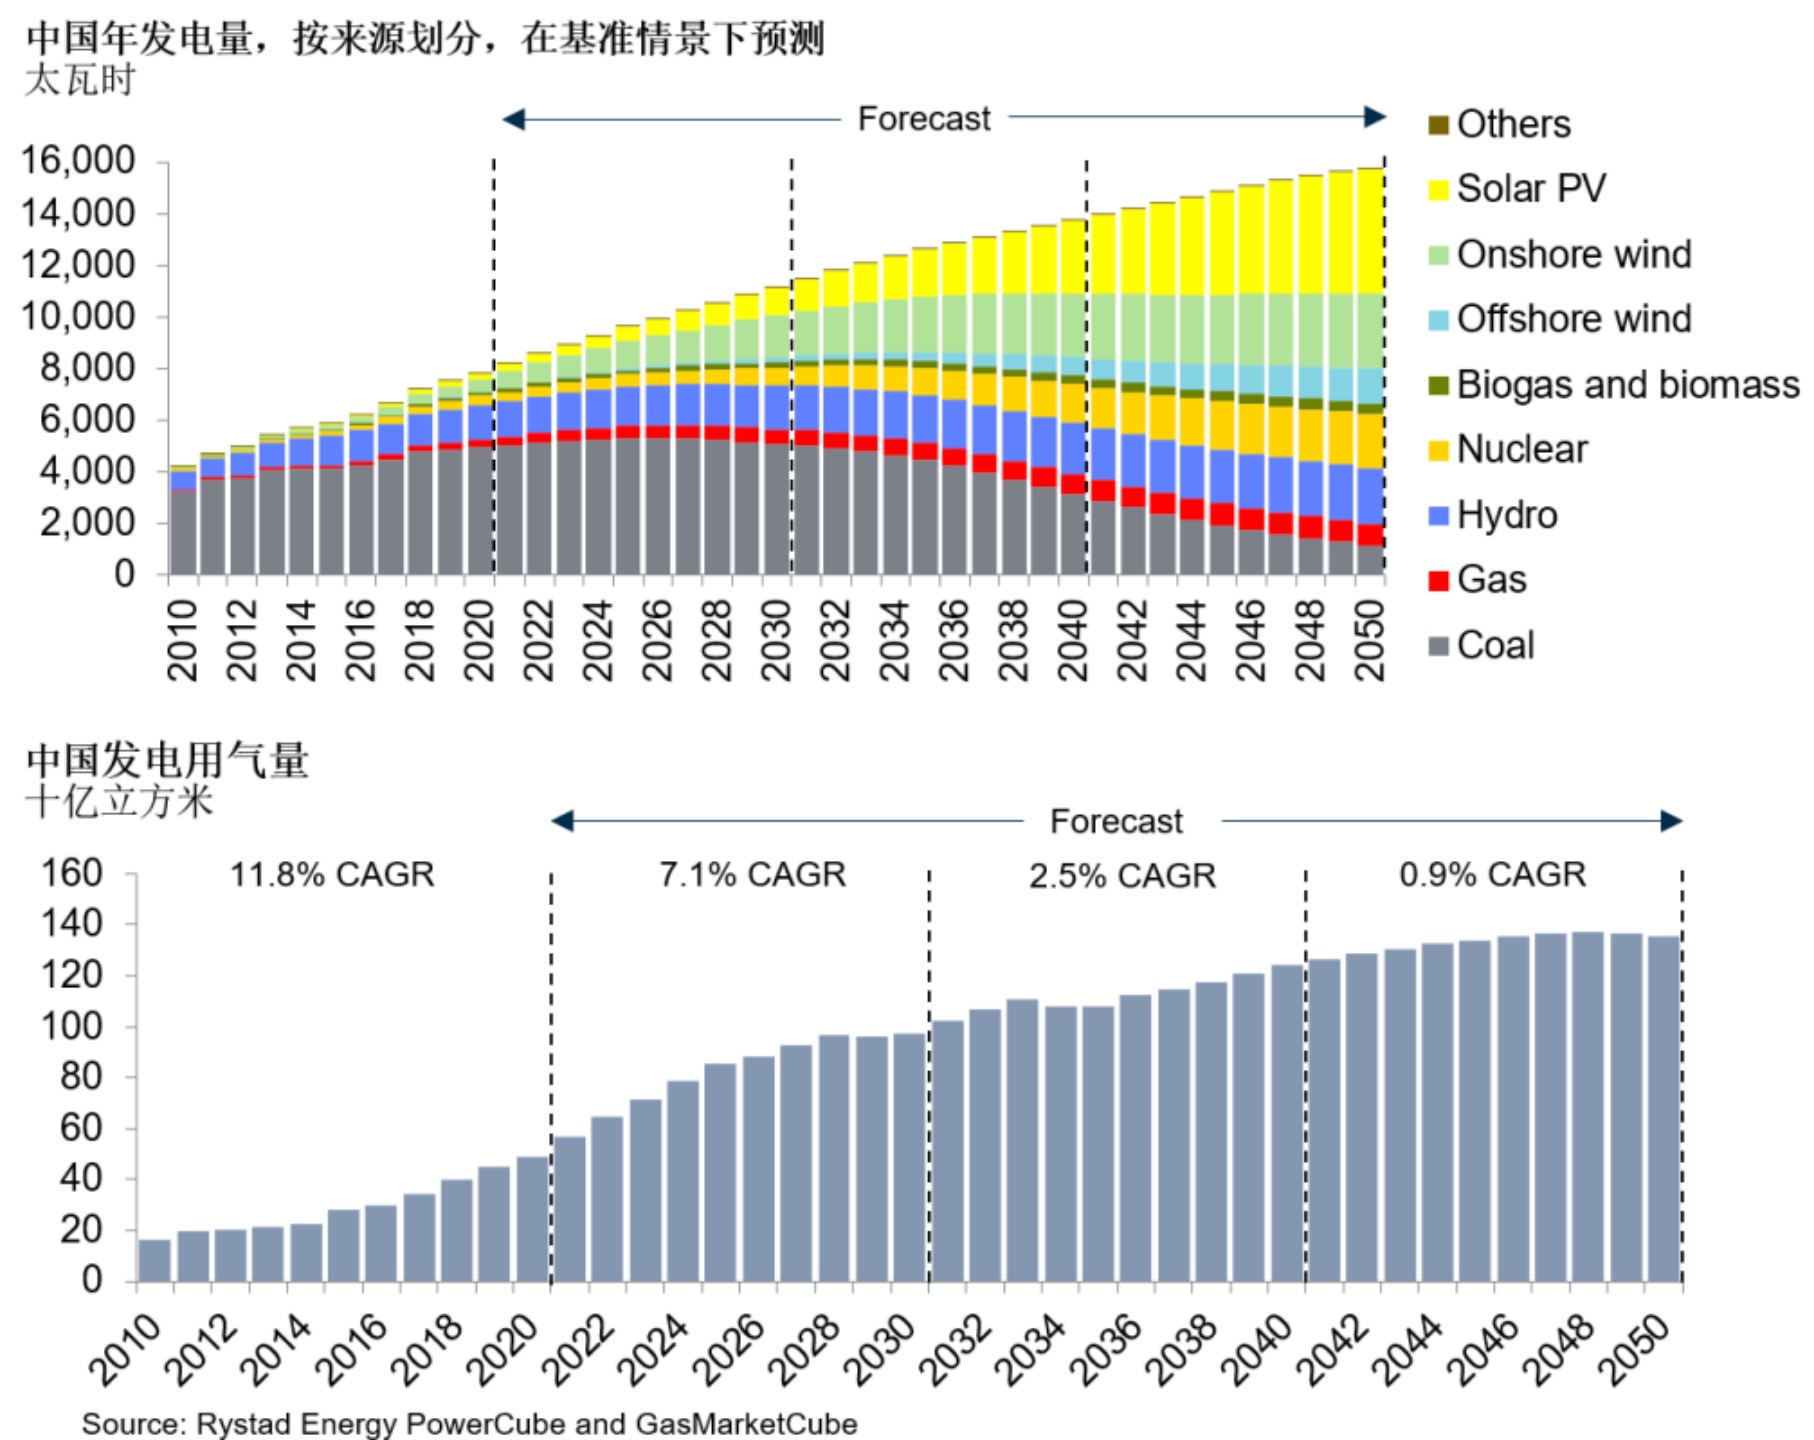 中国年发电量，按来源划分，在基准情景下预测
太瓦时
Forecast
16,000
14,000
12,000
10,000
8,000
6,000
4,000
2,000
0
2010 2012 2014 2016 2018 2020 2022 2024 2026 2028 2030 2032 2034 2036 2038 2040 2042 2044 2046 2048 2050
Others
Solar PV
Onshore wind
Offshore wind
Biogas and biomass
Nuclear
Hydro
Gas
Coal
中国发电用气量
十亿立方米
Forecast
11.8% CAGR 7.1% CAGR 2.5% CAGR 0.9% CAGR
160
140
120
100
80
60
40
20
0
2010 2012 2014 2016 2018 2020 2022 2024 2026 2028 2030 2032 2034 2036 2038 2040 2042 2044 2046 2048 2050
Source: Rystad Energy PowerCube and GasMarketCube